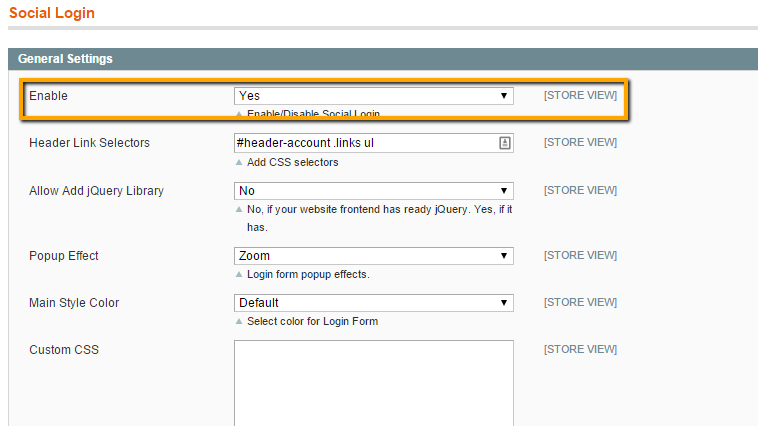 Social Login
General Settings
Enable Yes [STORE VIEW]
Enable/Disable Social Login
Header Link Selectors #header-account .links ul [STORE VIEW]
Add CSS selectors
Allow Add jQuery Library No [STORE VIEW]
No, if your website frontend has ready jQuery. Yes, if it
has.
Popup Effect Zoom [STORE VIEW]
Login form popup effects.
Main Style Color Default [STORE VIEW]
Select color for Login Form
Custom CSS [STORE VIEW]